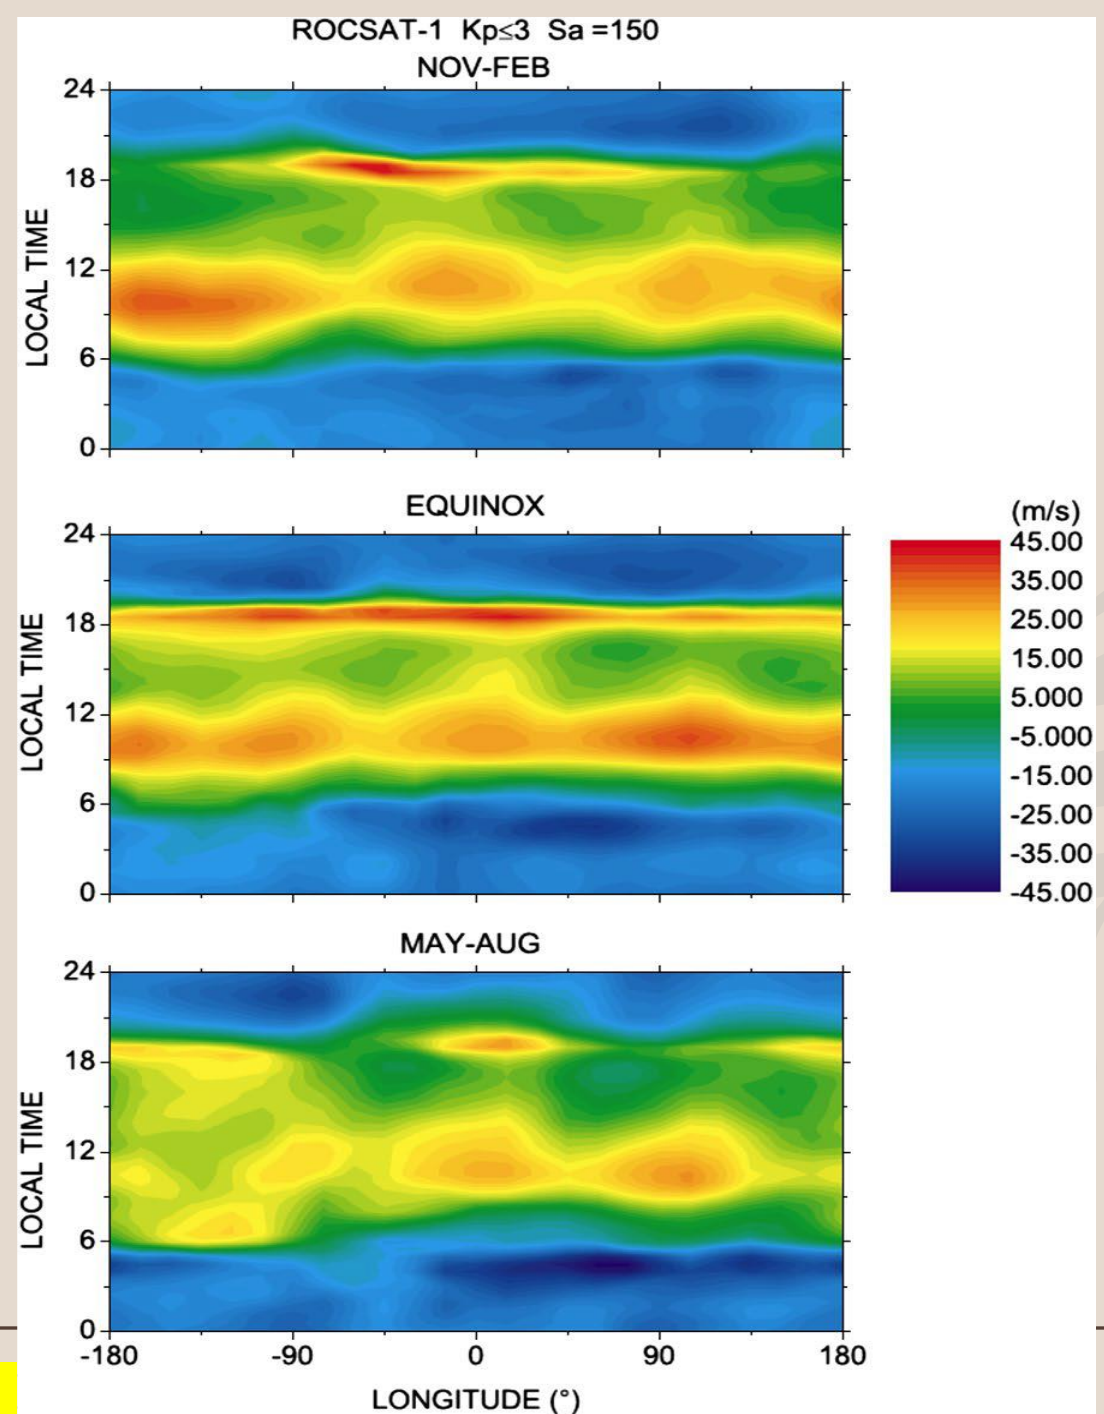 ROCSAT-1 Kp≤3 Sa =150
NOV-FEB
24
18
12
6
0
LOCAL TIME
EQUINOX
24
18
12
6
0
LOCAL TIME
(m/s)
45.00
35.00
25.00
15.00
5.000
-5.000
-15.00
-25.00
-35.00
-45.00
MAY-AUG
24
18
12
6
0
LOCAL TIME
-180 -90 0 90 180
LONGITUDE (°)